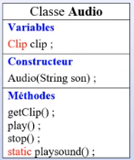 Classe Audio
Variables
Clip clip ;
Constructeur
Audio(String son) ;
Méthodes
getClip() ;
play() ;
stop() ;
static playsound() ;